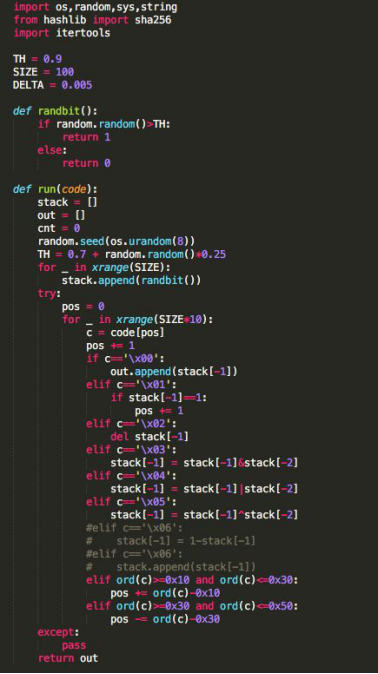 import os,random,sys,string
from hashlib import sha256
import itertools

TH = 0.9
SIZE = 100
DELTA = 0.005

def randbit():
    if random.random()>TH:
        return 1
    else:
        return 0

def run(code):
    stack = []
    out = []
    cnt = 0
    random.seed(os.urandom(8))
    TH = 0.7 + random.random()*0.25
    for _ in xrange(SIZE):
        stack.append(randbit())
    try:
        pos = 0
        for _ in xrange(SIZE*10):
            c = code[pos]
            pos += 1
            if c=='\x00':
                out.append(stack[-1])
            elif c=='\x01':
                if stack[-1]==1:
                    pos += 1
            elif c=='\x02':
                del stack[-1]
            elif c=='\x03':
                stack[-1] = stack[-1]&stack[-2]
            elif c=='\x04':
                stack[-1] = stack[-1]|stack[-2]
            elif c=='\x05':
                stack[-1] = stack[-1]^stack[-2]
            #elif c=='\x06':
            #    stack[-1] = 1-stack[-1]
            #elif c=='\x06':
            #    stack.append(stack[-1])
            elif ord(c)>=0x10 and ord(c)<=0x30:
                pos += ord(c)-0x10
            elif ord(c)>=0x30 and ord(c)<=0x50:
                pos -= ord(c)-0x30
    except:
        pass
    return out